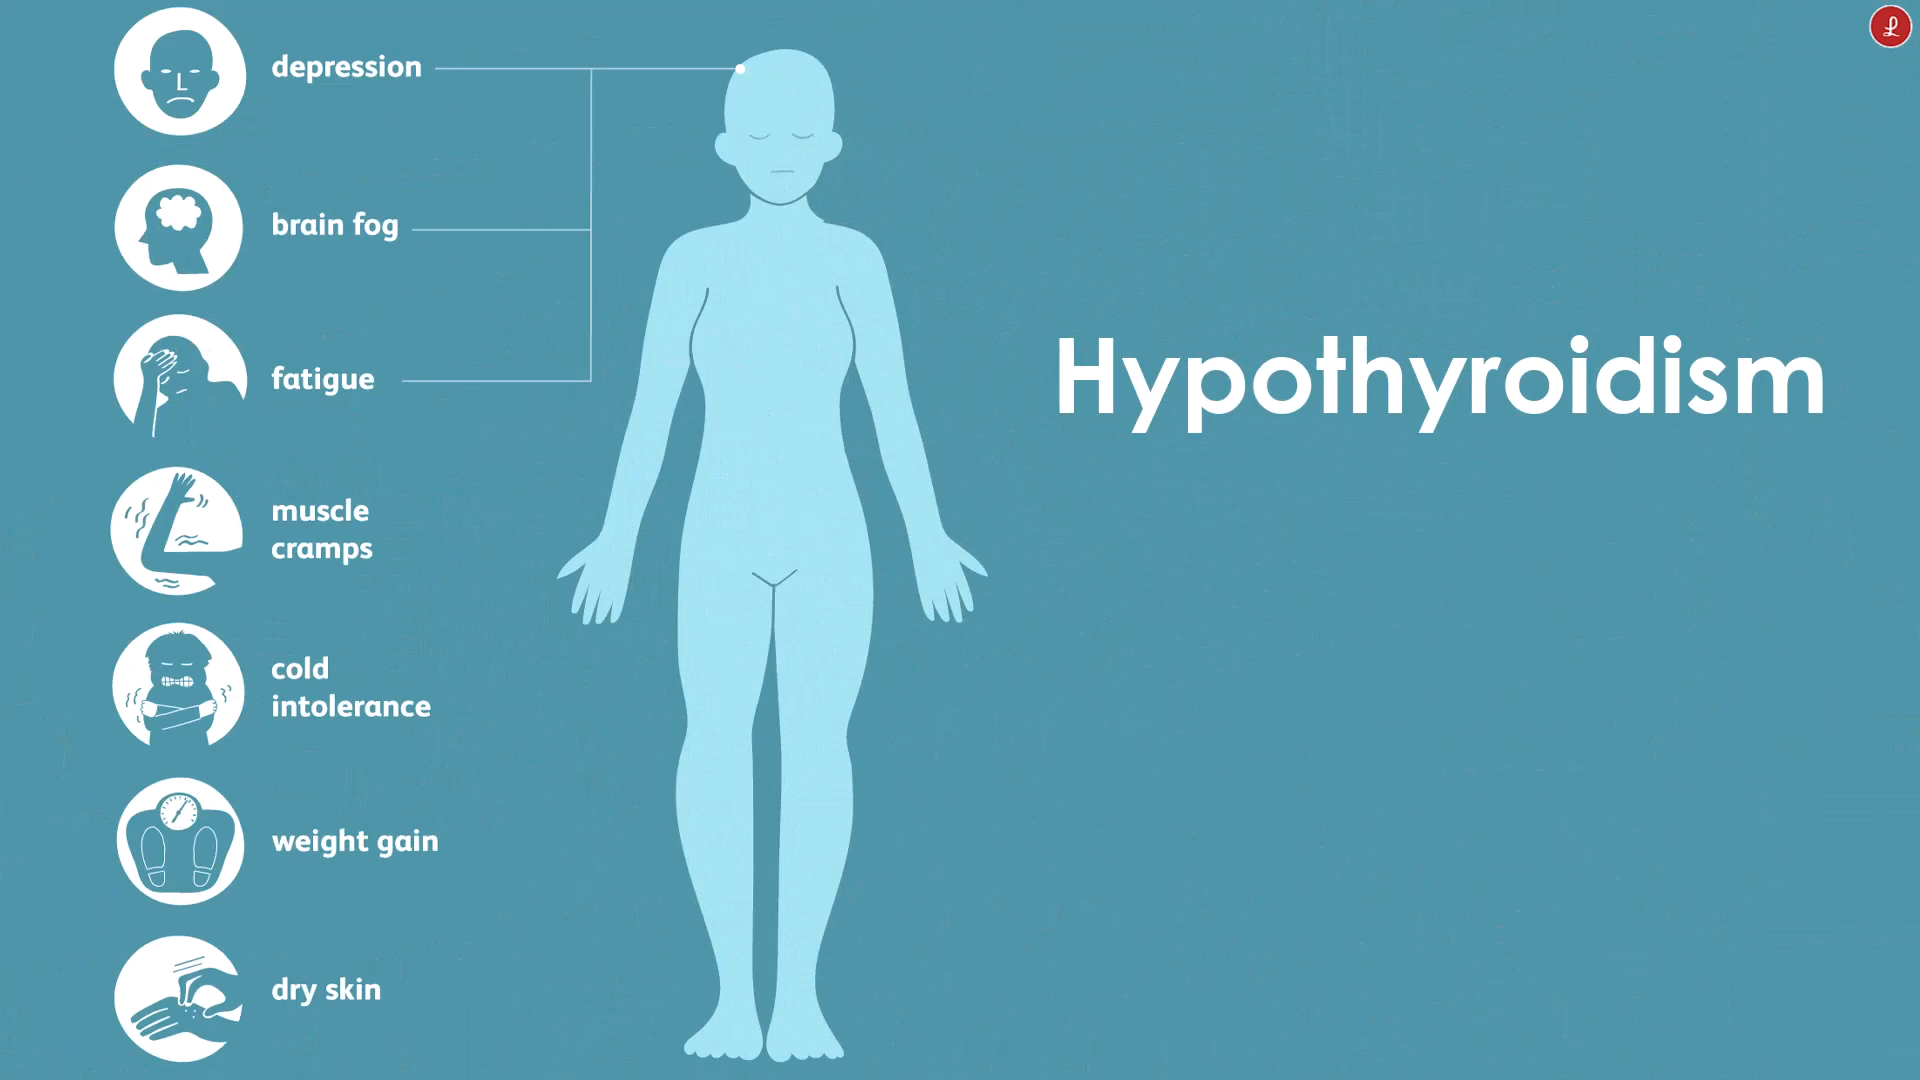 depression
brain fog
fatigue
muscle
cramps
cold
intolerance
weight gain
dry skin
Hypothyroidism